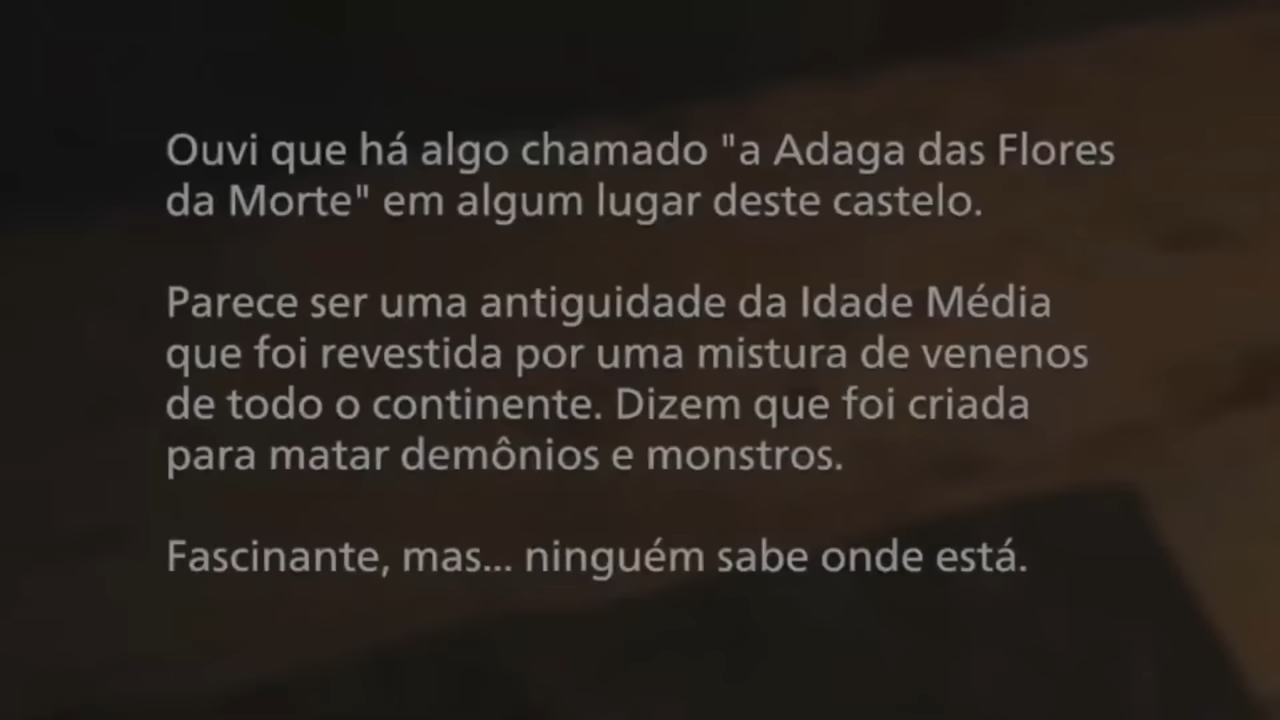 Ouvi que há algo chamado "a Adaga das Flores
da Morte" em algum lugar deste castelo.
Parece ser uma antiguidade da Idade Média
que foi revestida por uma mistura de venenos
de todo o continente. Dizem que foi criada
para matar demônios e monstros.
Fascinante, mas... ninguém sabe onde está.